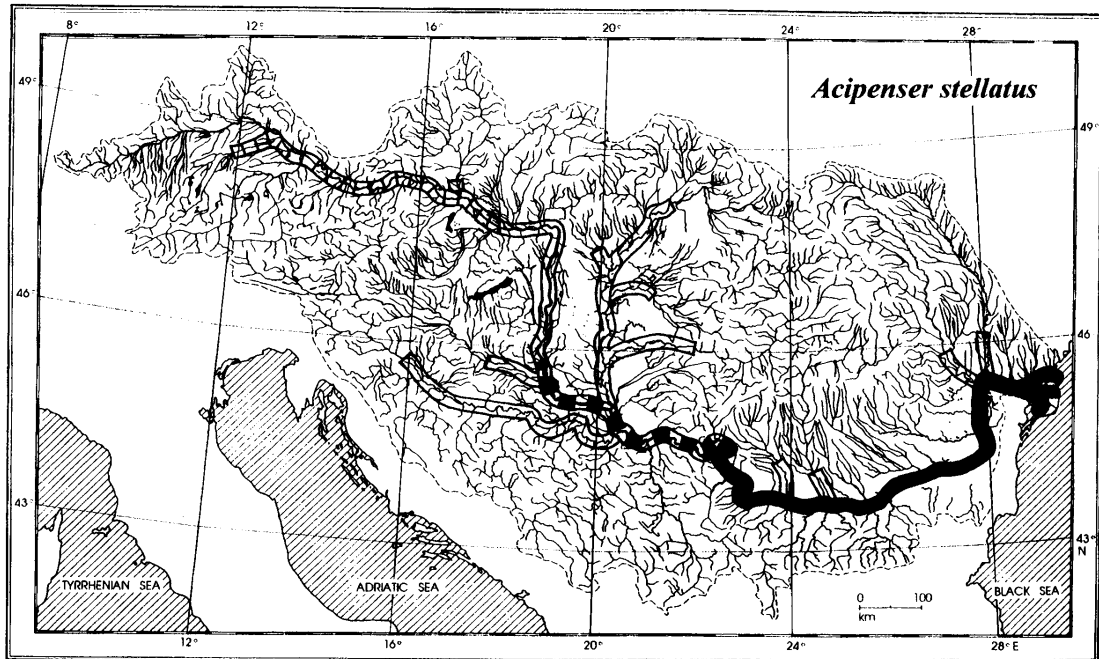 8° 12° 16° 20° 24° 28°
Acipenser stellatus
49° 49°
46° 46°
43° 43°
N
TYRRHENIAN SEA ADRIATIC SEA BLACK SEA
0 100
km
12° 16° 20° 24° 28° E